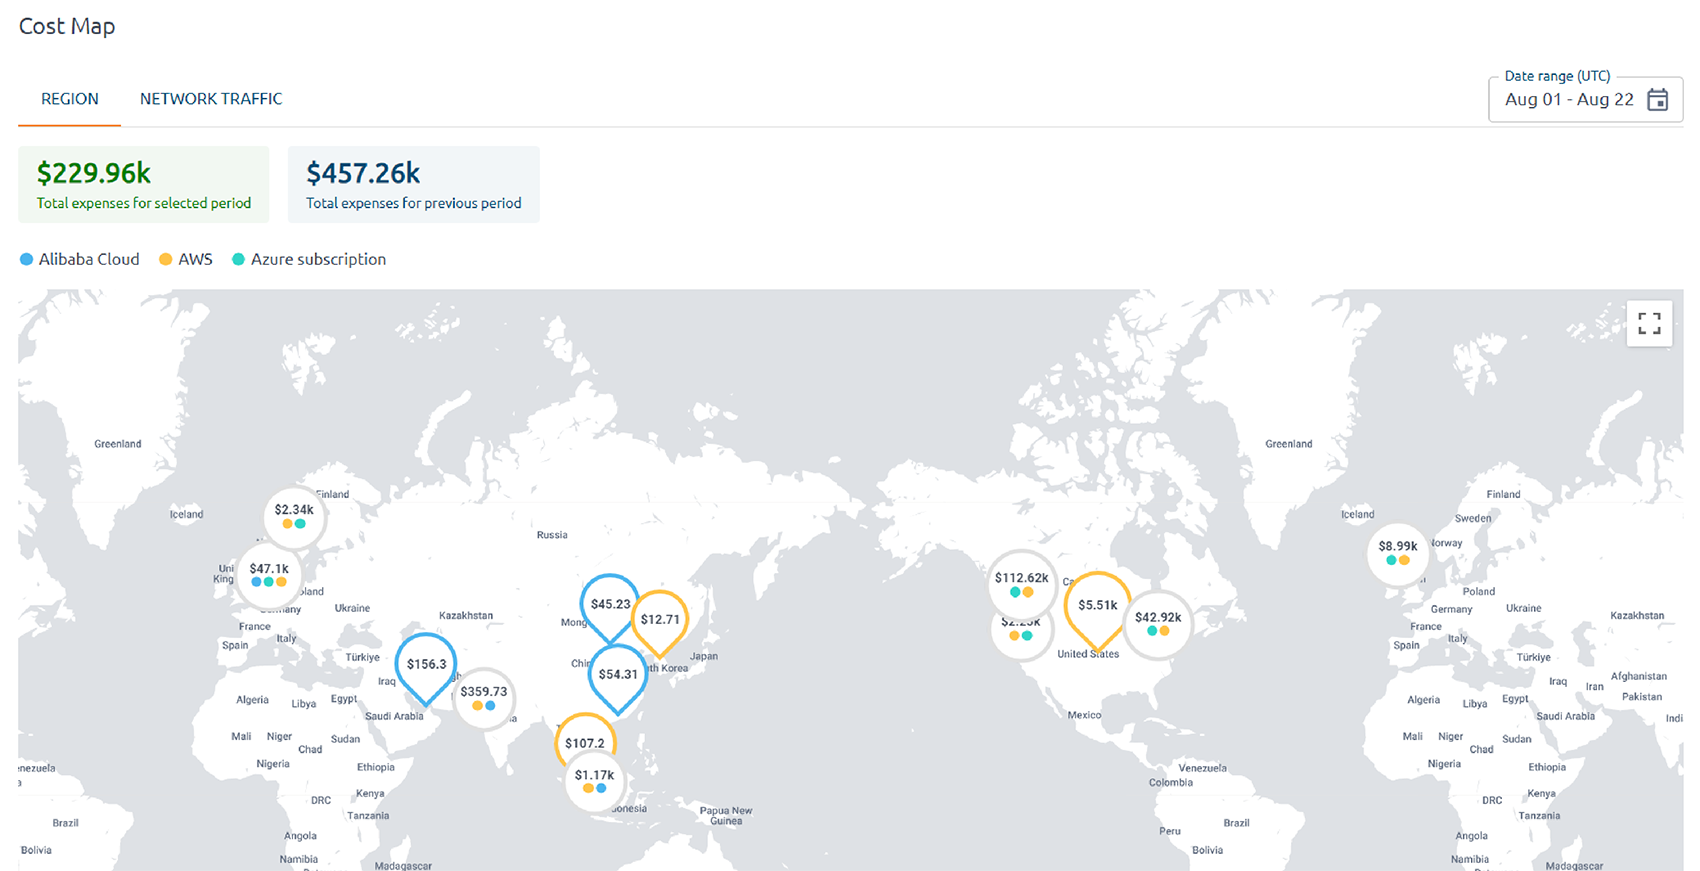 Cost Map
REGION
NETWORK TRAFFIC
Date range (UTC)
Aug 01 - Aug 22
$229.96k
Total expenses for selected period
$457.26k
Total expenses for previous period
Alibaba Cloud
AWS
Azure subscription
Greenland
Greenland
Finland
Finland
$2.34k
Iceland
Iceland
Sweden
Russia
Norway
$8.99k
$47.1k
Uni
King
$112.62k
Ca
$5.51k
$42.92k
$2.23k
$45.23
$12.71
Mong
Poland
Germany
Germany
Ukraine
Ukraine
Kazakhstan
Kazakhstan
France
France
Italy
Italy
Spain
Spain
United States
Türkiye
Türkiye
Japan
South Korea
$156.3
$54.31
Chin
Iraq
Iraq
Iran
Afghanistan
Pakistan
$359.73
Algeria
Algeria
Libya
Libya
Egypt
Egypt
Saudi Arabia
Saudi Arabia
Indi
Mexico
Mali
Mali
Niger
Niger
Sudan
Sudan
Chad
Chad
$107.2
Nigeria
Nigeria
Ethiopia
Ethiopia
enezuela
Venezuela
Colombia
$1.17k
DRC
DRC
Kenya
Kenya
Tanzania
Tanzania
donesia
Papua New
Guinea
Brazil
Brazil
Peru
Angola
Angola
Bolivia
Bolivia
Namibia
Namibia
Madagascar
Madagascar